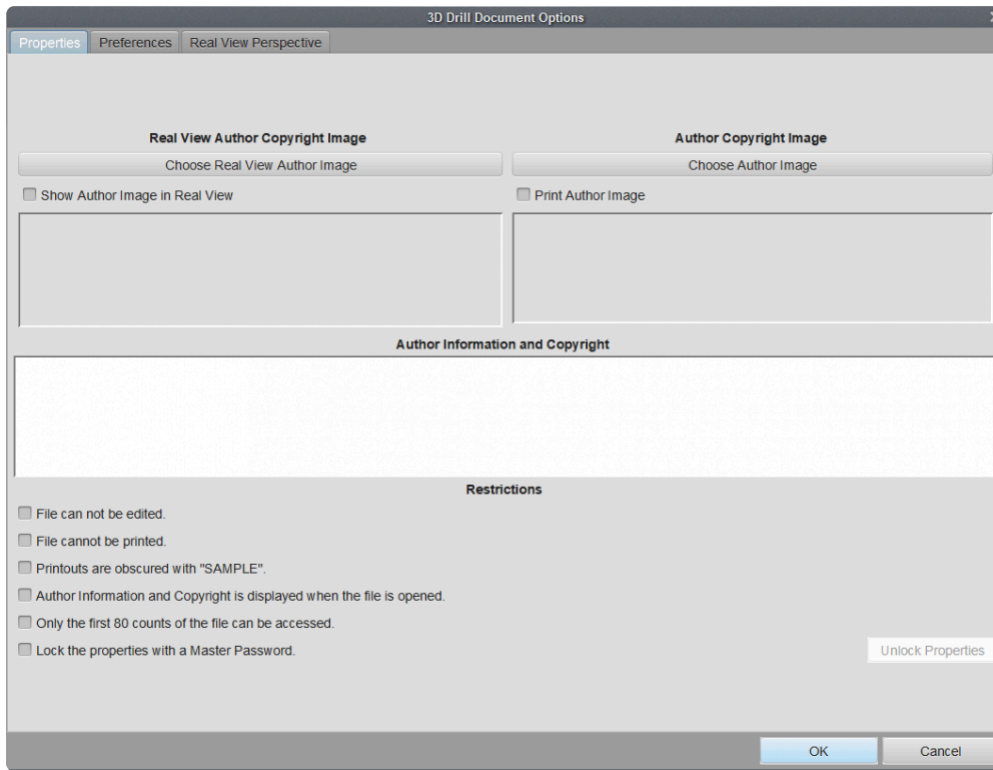 3D Drill Document Options
Properties Preferences Real View Perspective
Real View Author Copyright Image Author Copyright Image
Choose Real View Author Image Choose Author Image
Show Author Image in Real View Print Author Image
Author Information and Copyright
Restrictions
File can not be edited.
File cannot be printed.
Printouts are obscured with "SAMPLE".
Author Information and Copyright is displayed when the file is opened.
Only the first 80 counts of the file can be accessed.
Lock the properties with a Master Password. Unlock Properties
OK Cancel